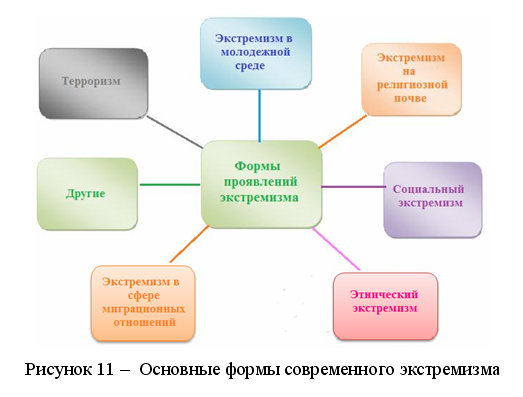 Экстремизм в
молодежной
среде
Терроризм
Экстремизм
на
религиозной
почве
Формы
проявлений
экстремизма
Другие
Социальный
экстремизм
Экстремизм в
сфере
миграционных
отношений
Этнический
экстремизм
Рисунок 11 – Основные формы современного экстремизма